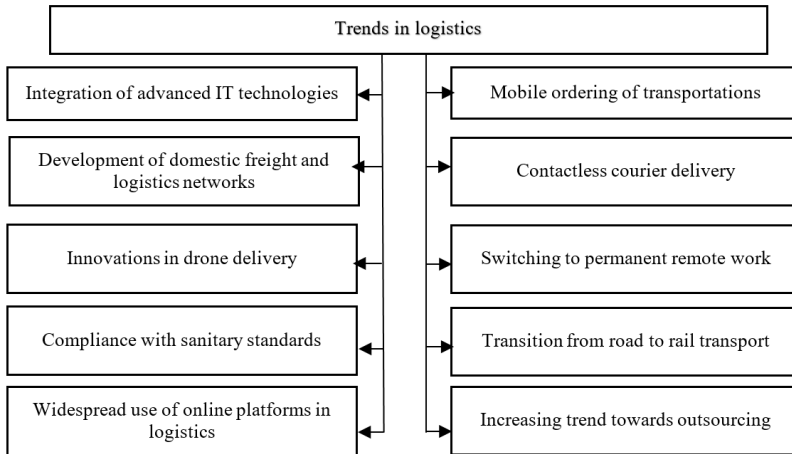 Trends in logistics
Integration of advanced IT technologies
Mobile ordering of transportations
Development of domestic freight and
logistics networks
Contactless courier delivery
Innovations in drone delivery
Switching to permanent remote work
Compliance with sanitary standards
Transition from road to rail transport
Widespread use of online platforms in
logistics
Increasing trend towards outsourcing